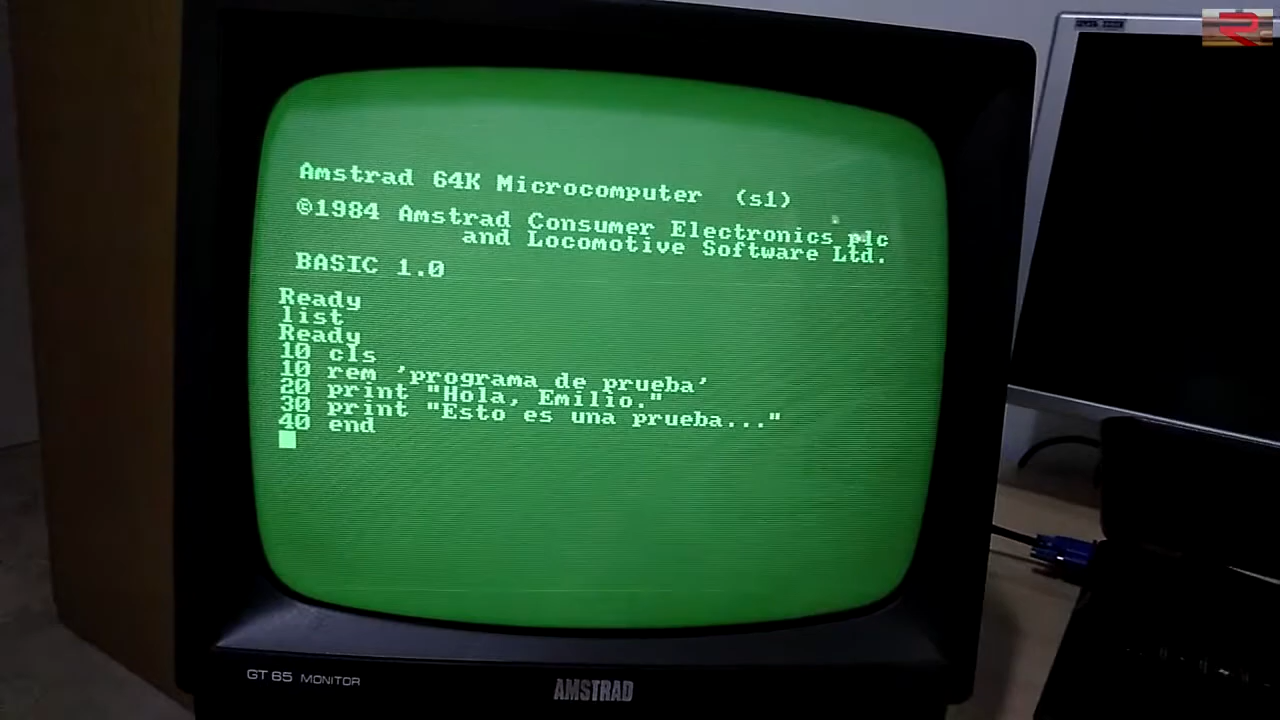 Amstrad 64K Microcomputer (s1)
©1984 Amstrad Consumer Electronics plc
and Locomotive Software Ltd.
BASIC 1.0
Ready
list
Ready
10 cls
10 rem 'programa de prueba'
20 print "Hola, Emilio."
30 print "Esto es una prueba..."
40 end
GT65 MONITOR
AMSTRAD
R